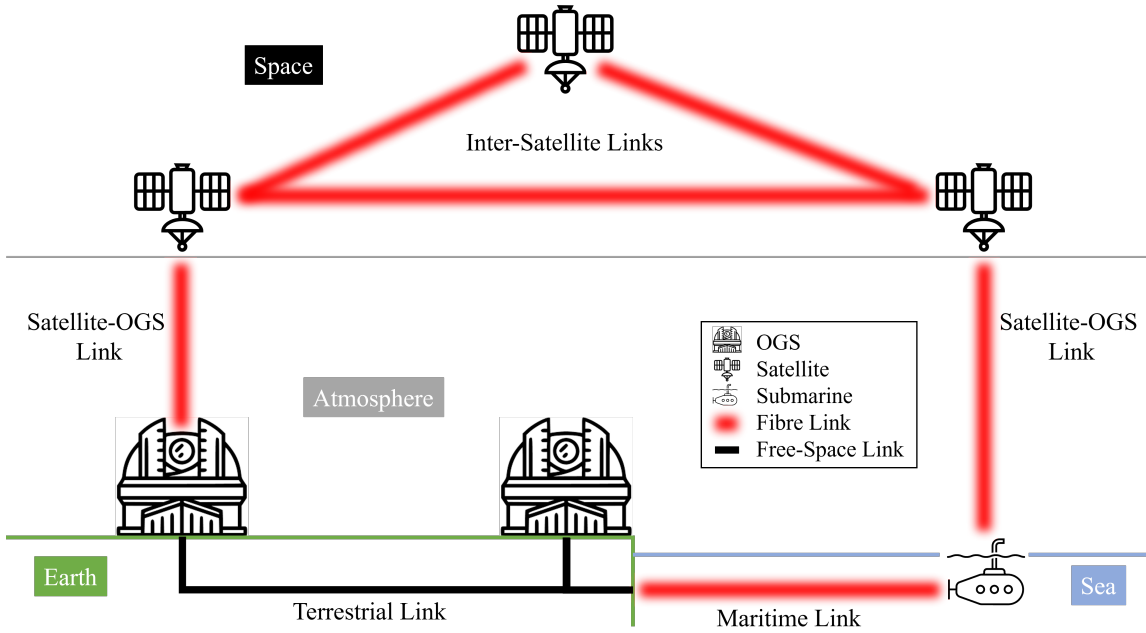 Space
Inter-Satellite Links
Satellite-OGS
Link
Satellite-OGS
Link
OGS
Satellite
Submarine
Fibre Link
Free-Space Link
Atmosphere
Earth
Terrestrial Link
Maritime Link
Sea